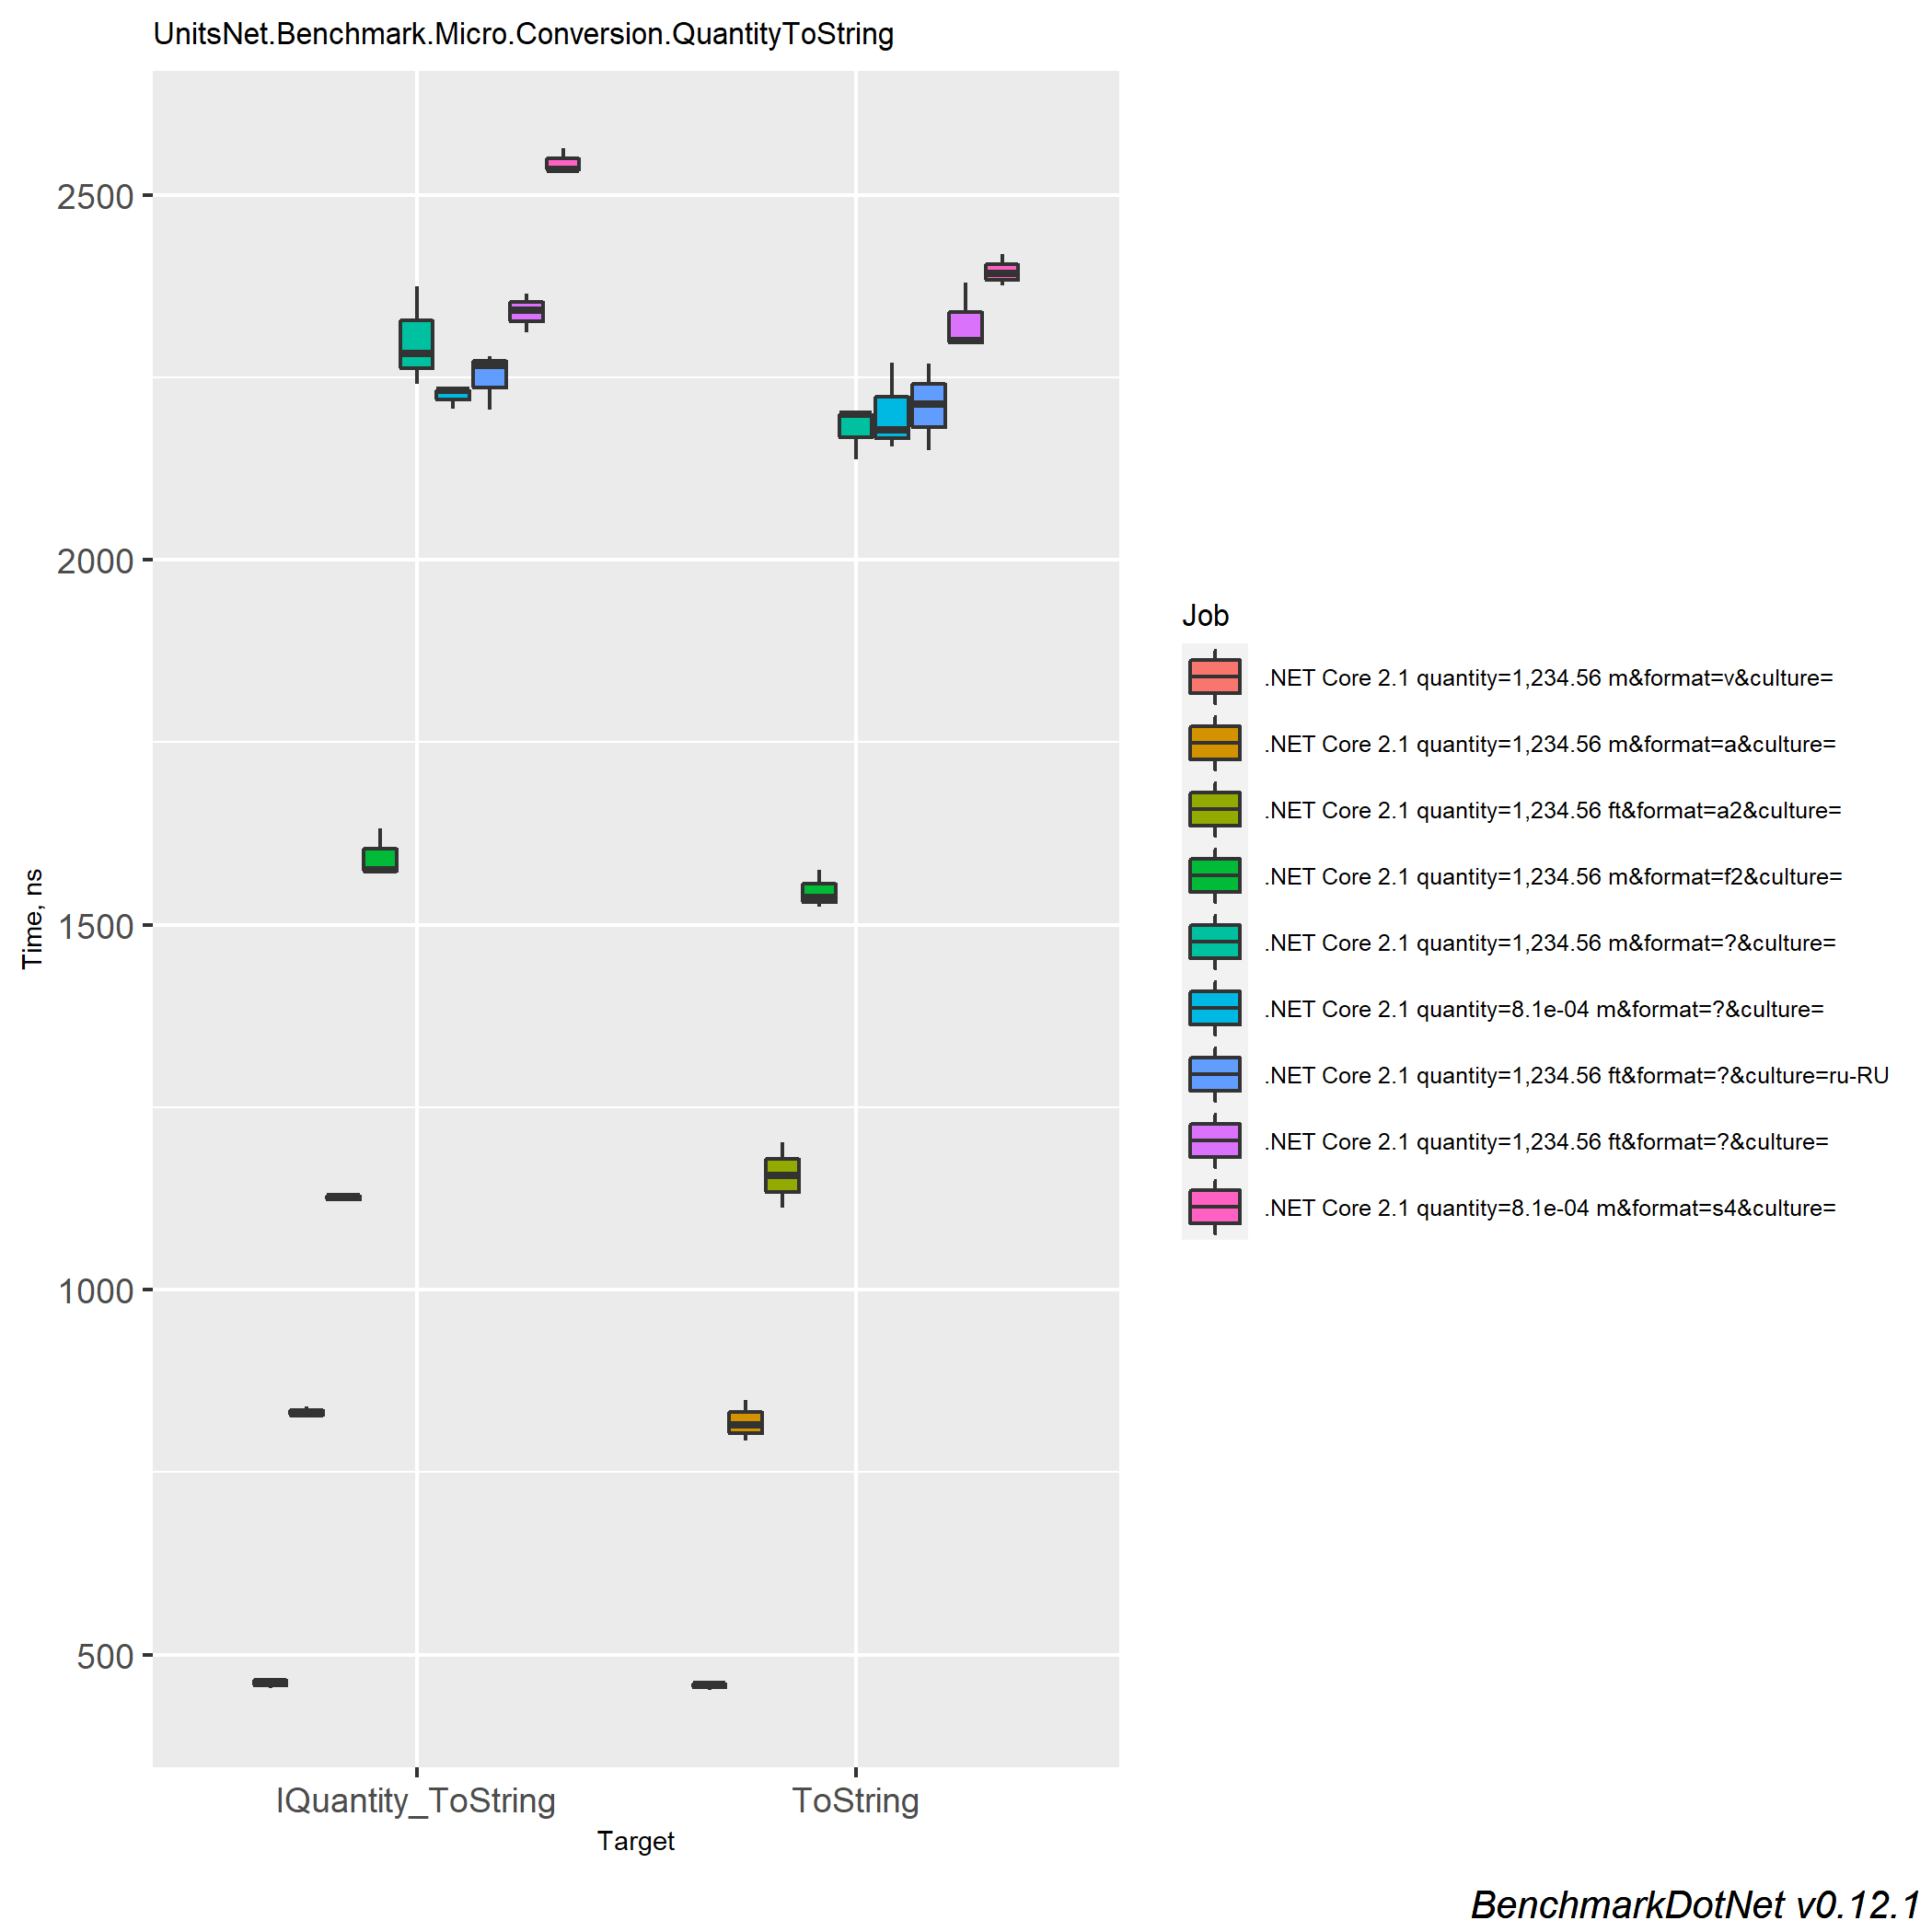 UnitsNet.Benchmark.Micro.Conversion.QuantityToString
2500
2000
1500
1000
500
Time, ns
IQuantity_ToString
ToString
Target
Job
.NET Core 2.1 quantity=1,234.56 m&format=v&culture=
.NET Core 2.1 quantity=1,234.56 m&format=a&culture=
.NET Core 2.1 quantity=1,234.56 ft&format=a2&culture=
.NET Core 2.1 quantity=1,234.56 m&format=f2&culture=
.NET Core 2.1 quantity=1,234.56 m&format=?&culture=
.NET Core 2.1 quantity=8.1e-04 m&format=?&culture=
.NET Core 2.1 quantity=1,234.56 ft&format=?&culture=ru-RU
.NET Core 2.1 quantity=1,234.56 ft&format=?&culture=
.NET Core 2.1 quantity=8.1e-04 m&format=s4&culture=
BenchmarkDotNet v0.12.1